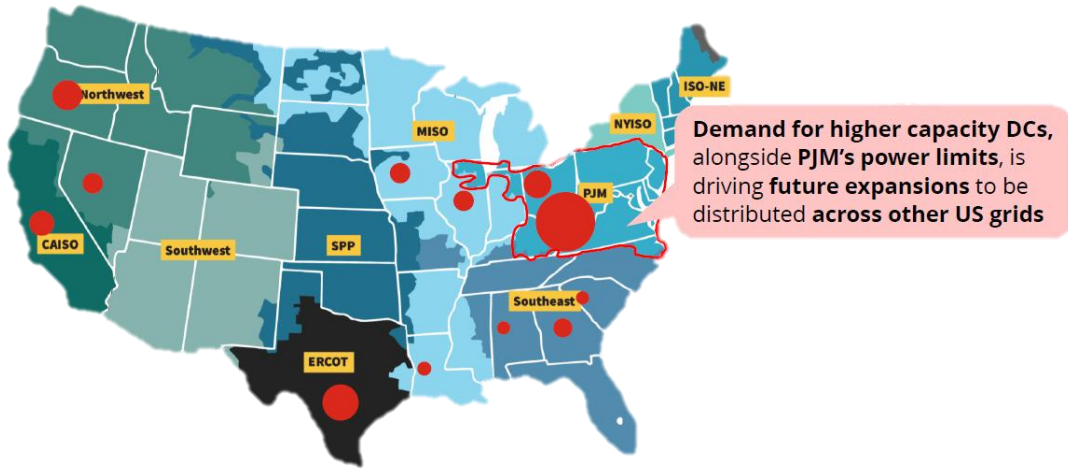 Northwest
MISO
ISO-NE
NYISO
Demand for higher capacity DCs,
alongside PJM's power limits, is
driving future expansions to be
distributed across other US grids
PJM
CAISO
Southwest
SPP
Southeast
ERCOT